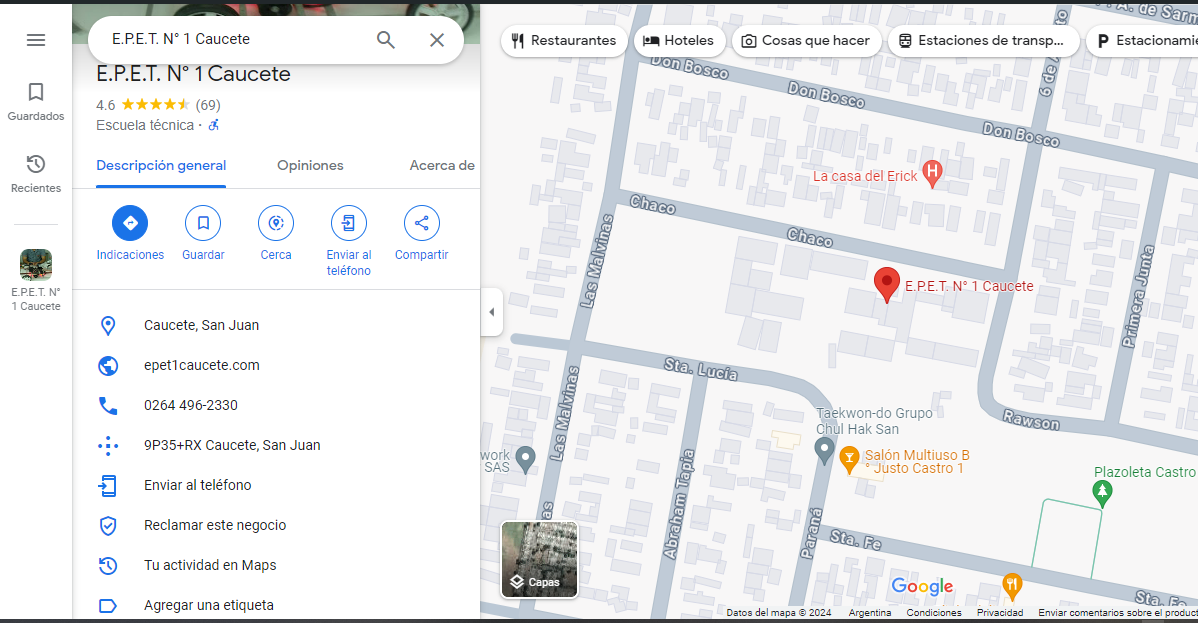 E.P.E.T. N° 1 Caucete
E.P.E.T. N° 1 Caucete
4.6 (69)
Escuela técnica ·
Guardados
Recientes
E.P.E.T. N°
1 Caucete
Descripción general
Opiniones
Acerca de
Indicaciones
Guardar
Cerca
Enviar al
teléfono
Compartir
Caucete, San Juan
epet1caucete.com
0264 496-2330
9P35+RX Caucete, San Juan
Enviar al teléfono
Reclamar este negocio
Tu actividad en Maps
Agregar una etiqueta
Restaurantes
Hoteles
Cosas que hacer
Estaciones de transp...
P Estacionamie
Don Bosco
Don Bosco
Don Bosco
6 de
. A. de Sarm
La casa del Erick
H
Chaco
Chaco
Las Malvinas
E.P.E.T. N° 1 Caucete
Primera Junta
Sta. Lucía
Las Malvinas
Rawson
Taekwon-do Grupo
Chul Hak San
work
SAS
Salón Multiuso B
° Justo Castro 1
Plazoleta Castro
Abraham Tapia
Paraná
Sta. Fe
Sta. Fe
nas
Capas
Google
Datos del mapa © 2024
Argentina
Condiciones
Privacidad
Enviar comentarios sobre el product